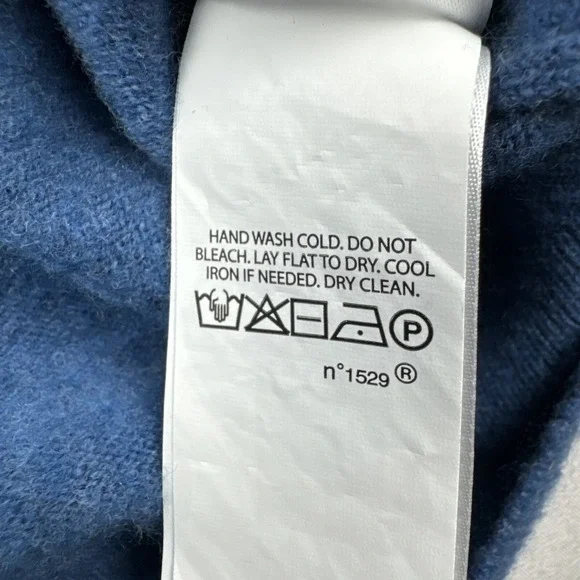 HAND WASH COLD. DO NOT
BLEACH. LAY FLAT TO DRY. COOL
IRON IF NEEDED. DRY CLEAN.
P
n°1529 ®